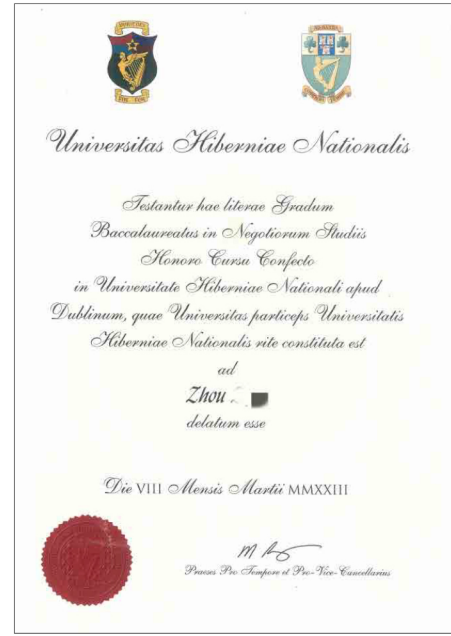 Universitas Hiberniae Nationalis
Testantur hae literae Gradum
Baccalaureatus in Negotiorum Studiis
Honoro Cursu Confecto
in Universitate Hiberniae Nationali apud
Dublinum, quae Universitas particeps Universitatis
Hiberniae Nationalis rite constituta est
ad
Zhou
delatum esse
Die VIII Mensis Martii MMXXIII
Praeses Pro Tempore et Pro-Vice-Cancellarius